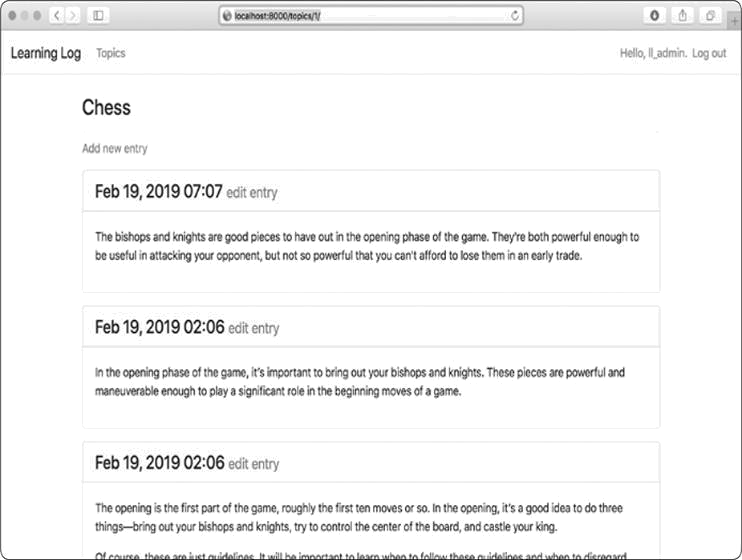 localhost:8000/topics/1/
Learning Log Topics Hello, ll_admin. Log out
Chess
Add new entry
Feb 19, 2019 07:07 edit entry
The bishops and knights are good pieces to have out in the opening phase of the game. They're both powerful enough to
be useful in attacking your opponent, but not so powerful that you can't afford to lose them in an early trade.
Feb 19, 2019 02:06 edit entry
In the opening phase of the game, it's important to bring out your bishops and knights. These pieces are powerful and
maneuverable enough to play a significant role in the beginning moves of a game.
Feb 19, 2019 02:06 edit entry
The opening is the first part of the game, roughly the first ten moves or so. In the opening, it's a good idea to do three
things—bring out your bishops and knights, try to control the center of the board, and castle your king.
Of course, these are just guidelines. It will be important to learn when to follow these guidelines and when to disregard